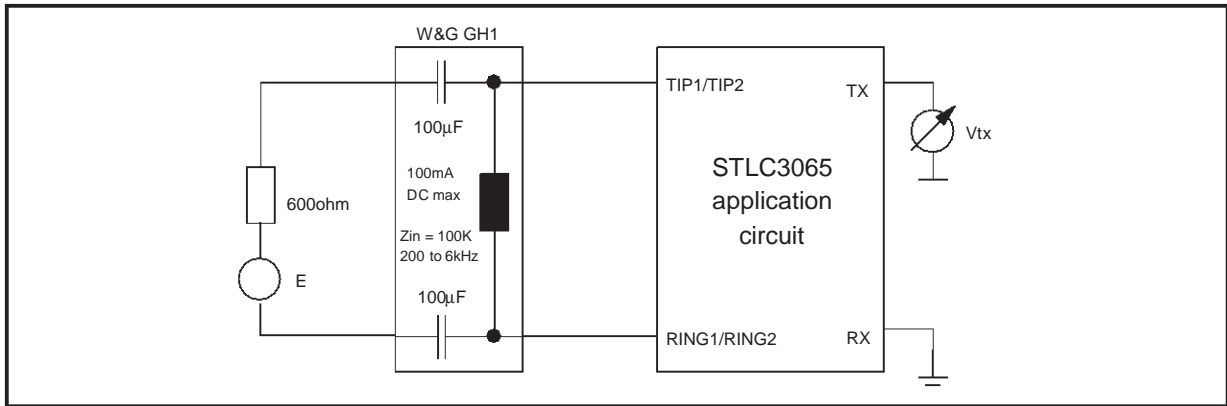 W&G GH1
TIP1/TIP2
TX
100μF
Vtx
STLC3065
application
circuit
100mA
DC max
600ohm
Zin = 100K
200 to 6kHz
E
100μF
RING1/RING2
RX